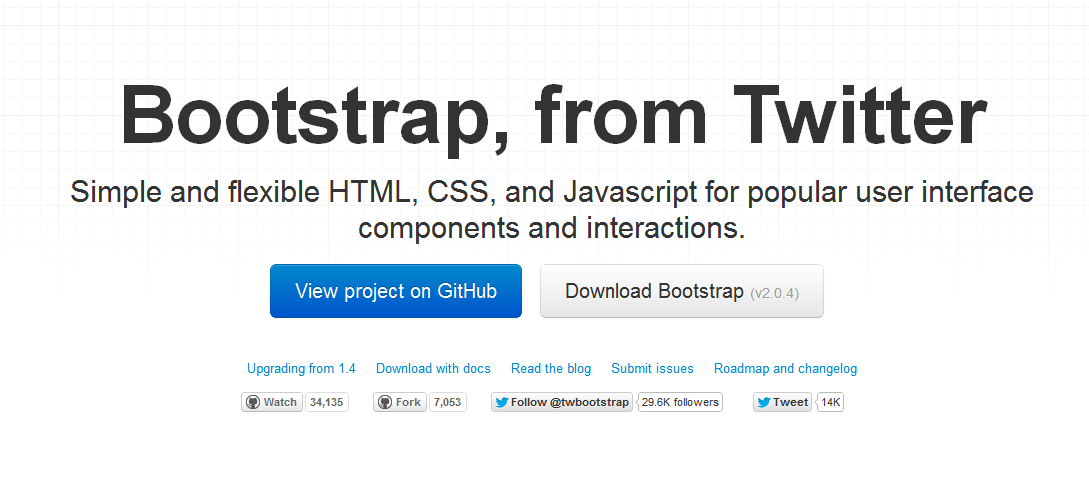 Bootstrap, from Twitter
Simple and flexible HTML, CSS, and Javascript for popular user interface
components and interactions.
View project on GitHub Download Bootstrap (v2.0.4)
Upgrading from 1.4 Download with docs Read the blog Submit issues Roadmap and changelog
Watch 34,135 Fork 7,053 Follow @twbootstrap 29.6K followers Tweet 14K